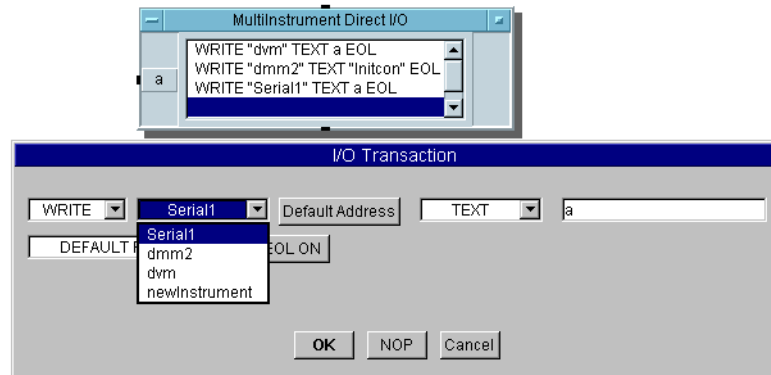 MultiInstrument Direct I/O
WRITE "dvm" TEXT a EOL
WRITE "dmm2" TEXT "Initcon" EOL
a
WRITE "Serial1" TEXT a EOL
I/O Transaction
WRITE Serial1 Default Address TEXT a
Serial1
DEFAULT EOL ON
dmm2
dvm
newInstrument
OK NOP Cancel